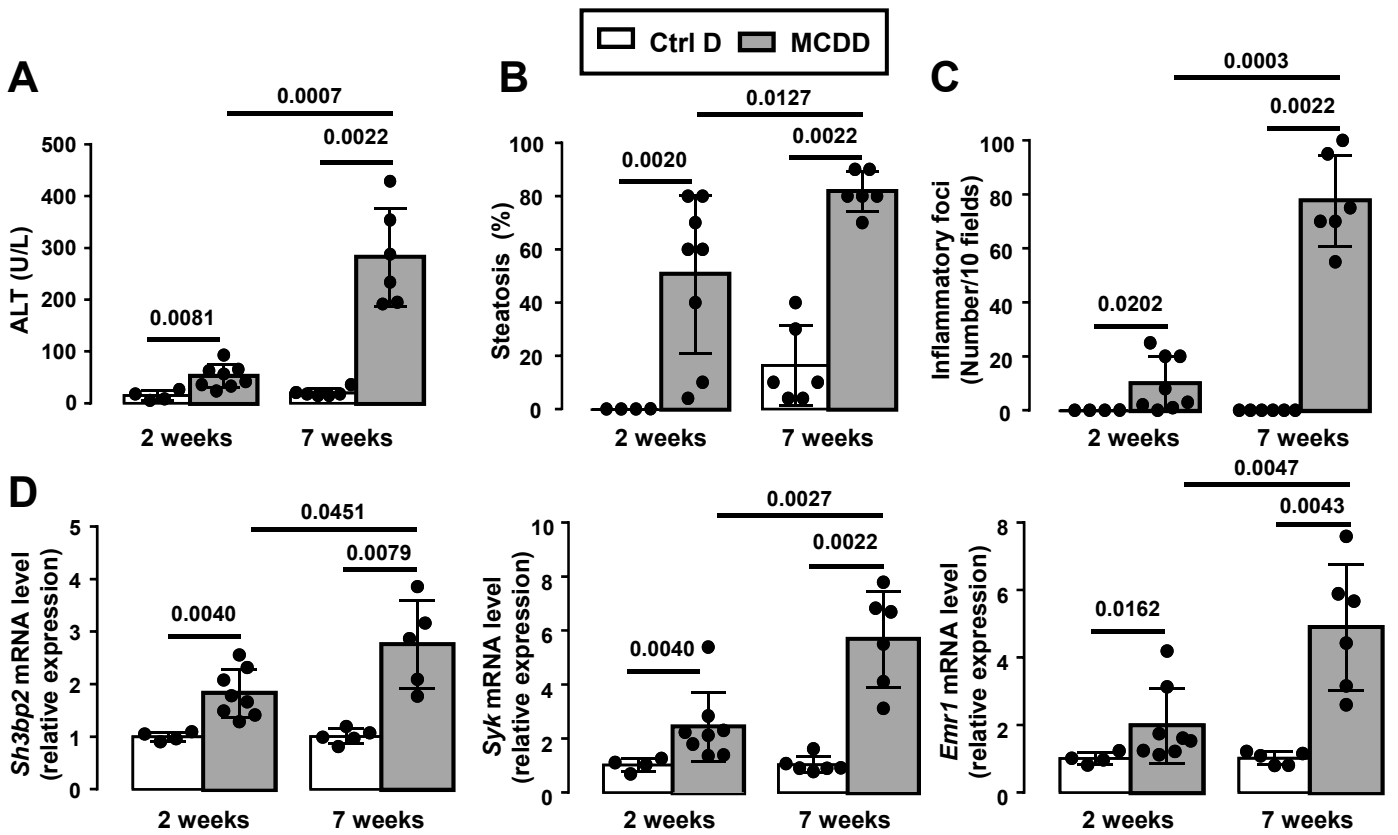 Ctrl D MCDD
A
0.0007
0.0022
0.0081
ALT (U/L)
500
400
300
200
100
0
2 weeks 7 weeks
B
0.0127
0.0022
0.0020
Steatosis (%)
100
80
60
40
20
0
2 weeks 7 weeks
C
0.0003
0.0022
0.0202
Inflammatory foci
(Number/10 fields)
100
80
60
40
20
0
2 weeks 7 weeks
D
0.0451
0.0079
0.0040
Sh3bp2 mRNA level
(relative expression)
5
4
3
2
1
0
2 weeks 7 weeks
0.0027
0.0022
0.0040
Syk mRNA level
(relative expression)
10
8
6
4
2
0
2 weeks 7 weeks
0.0047
0.0043
0.0162
Emr1 mRNA level
(relative expression)
8
6
4
2
0
2 weeks 7 weeks